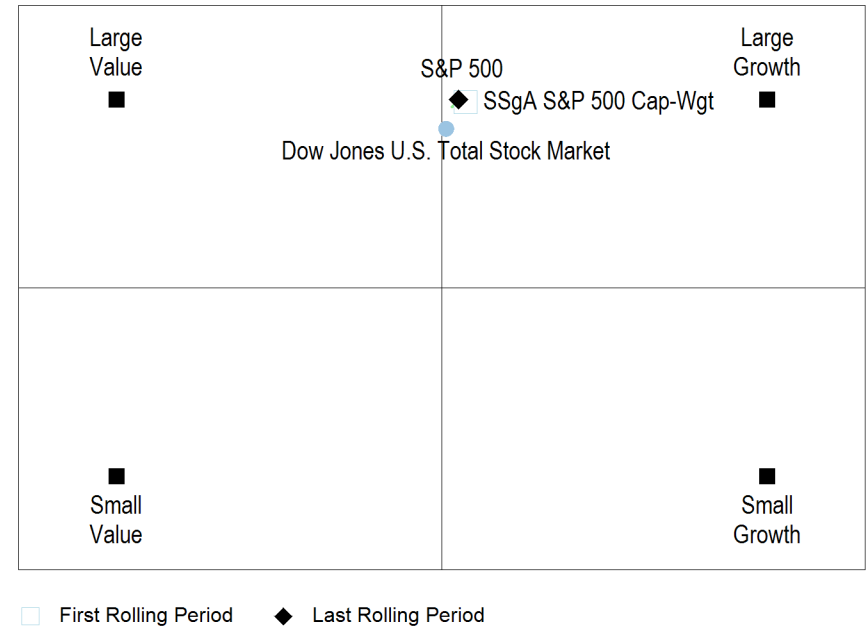 Large
Value
Large
Growth
S&P 500
SSgA S&P 500 Cap-Wgt
Dow Jones U.S. Total Stock Market
Small
Value
Small
Growth
First Rolling Period
Last Rolling Period